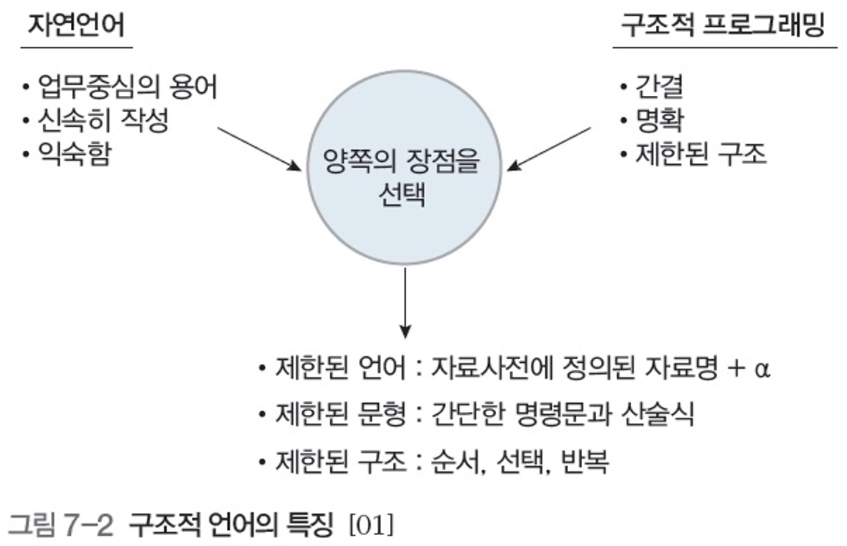 자연언어
• 업무중심의 용어
• 신속히 작성
• 익숙함
구조적 프로그래밍
• 간결
• 명확
• 제한된 구조
양쪽의 장점을
선택
• 제한된 언어 : 자료사전에 정의된 자료명 + α
• 제한된 문형 : 간단한 명령문과 산술식
• 제한된 구조 : 순서, 선택, 반복
그림 7-2 구조적 언어의 특징 [01]